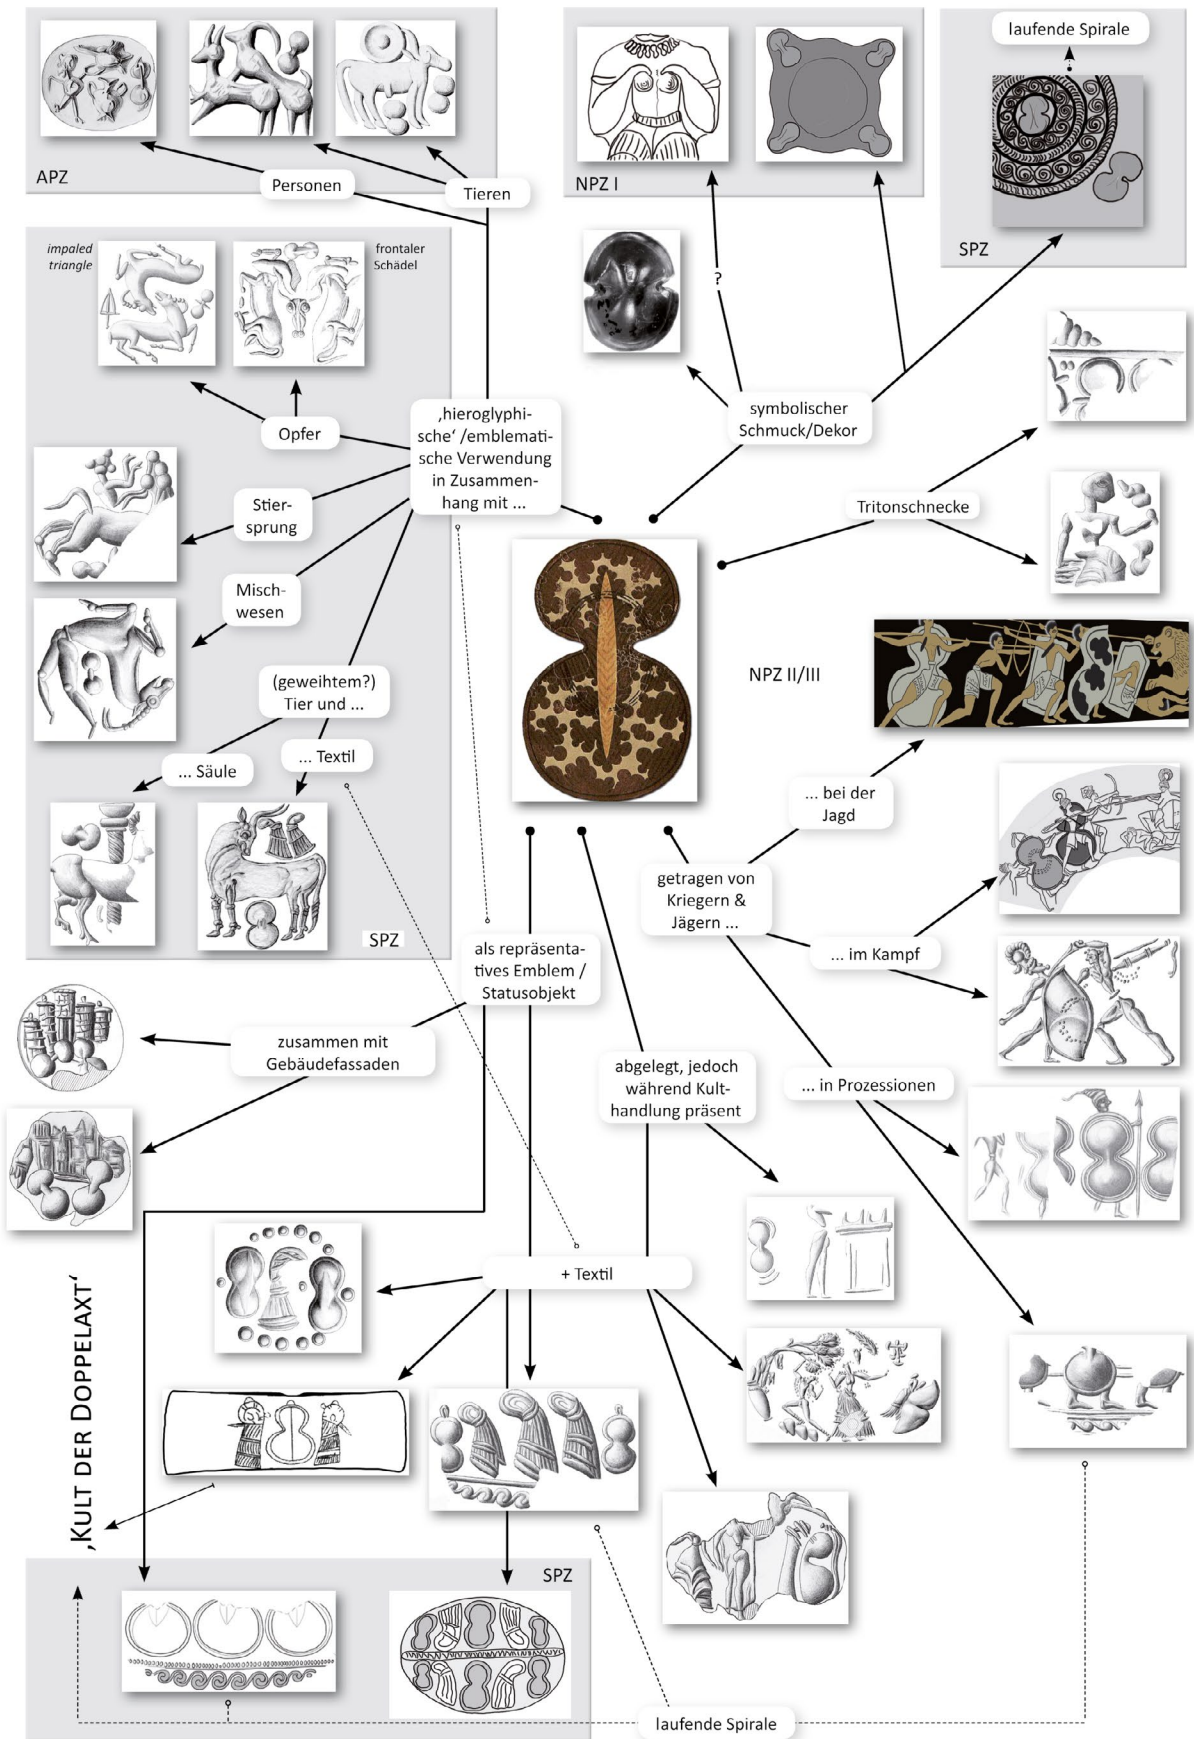 laufende Spirale
APZ
Personen
Tieren
NPZ I
SPZ
impaled
triangle
frontaler
Schädel
?
Opfer
‚hieroglyphi-
sche‘ /emblemati-
sche Verwendung
in Zusammen-
hang mit ...
symbolischer
Schmuck/Dekor
Stier-
sprung
Tritonschnecke
Misch-
wesen
NPZ II/III
(geweihtem?)
Tier und ...
... Säule
... Textil
... bei der
Jagd
getragen von
Kriegern &
Jägern ...
SPZ
als repräsenta-
tives Emblem /
Statusobjekt
... im Kampf
zusammen mit
Gebäudefassaden
abgelegt, jedoch
während Kult-
handlung präsent
... in Prozessionen
+ Textil
‚KULT DER DOPPELAXT‘
SPZ
laufende Spirale